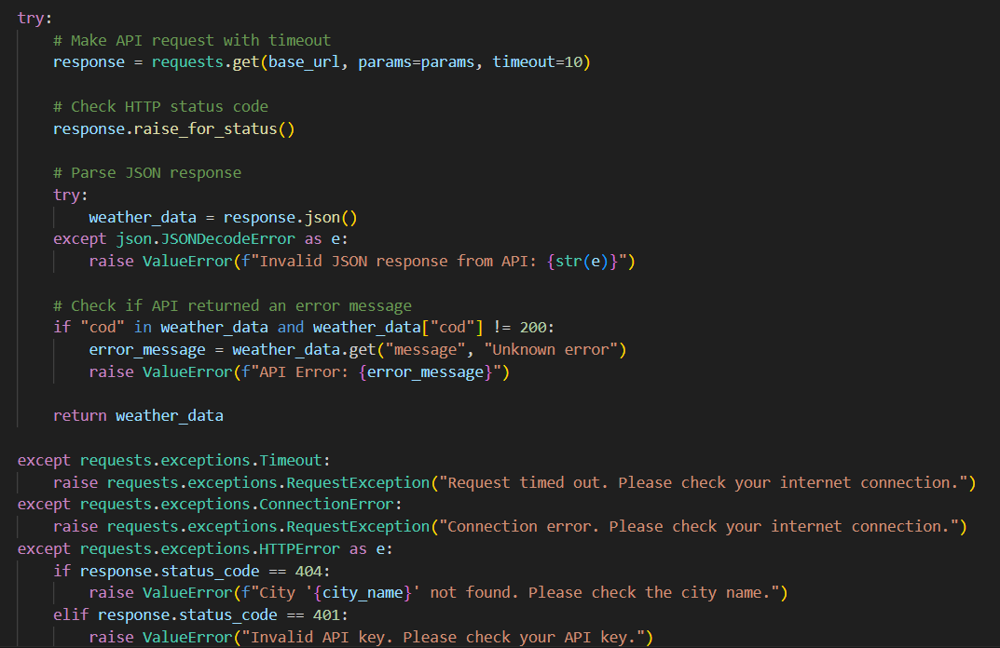 try:
    # Make API request with timeout
    response = requests.get(base_url, params=params, timeout=10)

    # Check HTTP status code
    response.raise_for_status()

    # Parse JSON response
    try:
        weather_data = response.json()
    except json.JSONDecodeError as e:
        raise ValueError(f"Invalid JSON response from API: {str(e)}")

    # Check if API returned an error message
    if "cod" in weather_data and weather_data["cod"] != 200:
        error_message = weather_data.get("message", "Unknown error")
        raise ValueError(f"API Error: {error_message}")

    return weather_data

except requests.exceptions.Timeout:
    raise requests.exceptions.RequestException("Request timed out. Please check your internet connection.")
except requests.exceptions.ConnectionError:
    raise requests.exceptions.RequestException("Connection error. Please check your internet connection.")
except requests.exceptions.HTTPError as e:
    if response.status_code == 404:
        raise ValueError(f"City '{city_name}' not found. Please check the city name.")
    elif response.status_code == 401:
        raise ValueError("Invalid API key. Please check your API key.")